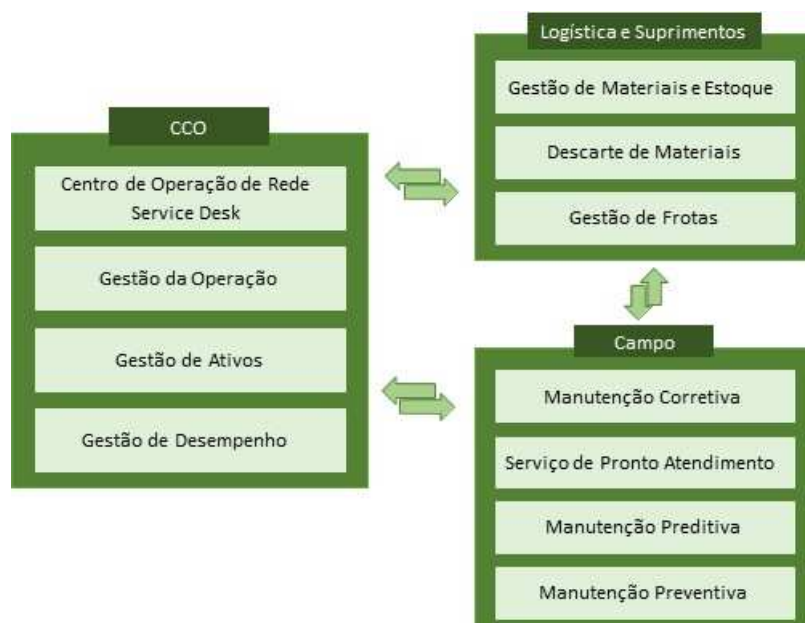 CCO
Centro de Operação de Rede
Service Desk
Gestão da Operação
Gestão de Ativos
Gestão de Desempenho
Logística e Suprimentos
Gestão de Materiais e Estoque
Descarte de Materiais
Gestão de Frotas
Campo
Manutenção Corretiva
Serviço de Pronto Atendimento
Manutenção Preditiva
Manutenção Preventiva